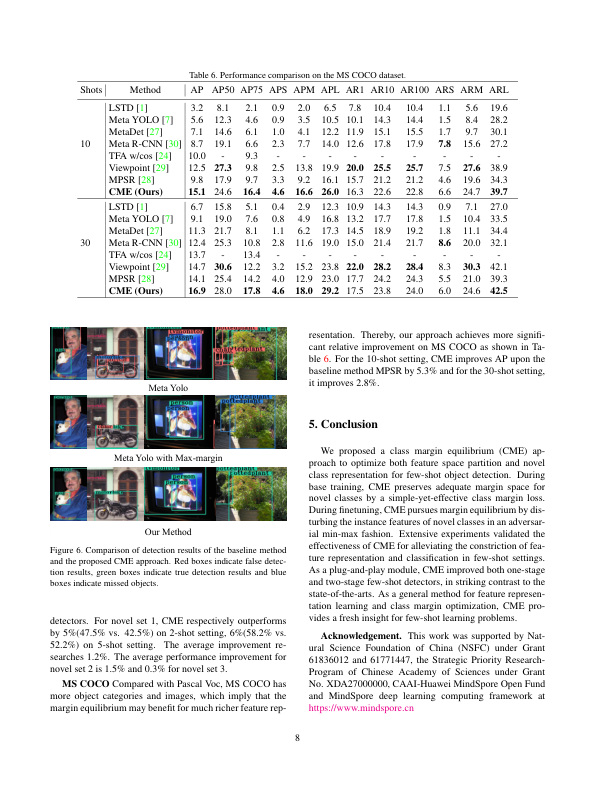 Table 6. Performance comparison on the MS COCO dataset.
Shots Method AP AP50 AP75 APS APM APL AR1 AR10 AR100 ARS ARM ARL
LSTD [1] 3.2 8.1 2.1 0.9 2.0 6.5 7.8 10.4 10.4 1.1 5.6 19.6
Meta YOLO [7] 5.6 12.3 4.6 0.9 3.5 10.5 10.1 14.3 14.4 1.5 8.4 28.2
MetaDet [27] 7.1 14.6 6.1 1.0 4.1 12.2 11.9 15.1 15.5 1.7 9.7 30.1
10 Meta R-CNN [30] 8.7 19.1 6.6 2.3 7.7 14.0 12.6 17.8 17.9 7.8 15.6 27.2
TFA w/cos [24] 10.0 - 9.3 - - - - - - - - -
Viewpoint [29] 12.5 27.3 9.8 2.5 13.8 19.9 20.0 25.5 25.7 7.5 27.6 38.9
MPSR [28] 9.8 17.9 9.7 3.3 9.2 16.1 15.7 21.2 21.2 4.6 19.6 34.3
CME (Ours) 15.1 24.6 16.4 4.6 16.6 26.0 16.3 22.6 22.8 6.6 24.7 39.7
LSTD [1] 6.7 15.8 5.1 0.4 2.9 12.3 10.9 14.3 14.3 0.9 7.1 27.0
Meta YOLO [7] 9.1 19.0 7.6 0.8 4.9 16.8 13.2 17.7 17.8 1.5 10.4 33.5
MetaDet [27] 11.3 21.7 8.1 1.1 6.2 17.3 14.5 18.9 19.2 1.8 11.1 34.4
30 Meta R-CNN [30] 12.4 25.3 10.8 2.8 11.6 19.0 15.0 21.4 21.7 8.6 20.0 32.1
TFA w/cos [24] 13.7 - 13.4 - - - - - - - - -
Viewpoint [29] 14.7 30.6 12.2 3.2 15.2 23.8 22.0 28.2 28.4 8.3 30.3 42.1
MPSR [28] 14.1 25.4 14.2 4.0 12.9 23.0 17.7 24.2 24.3 5.5 21.0 39.3
CME (Ours) 16.9 28.0 17.8 4.6 18.0 29.2 17.5 23.8 24.0 6.0 24.6 42.5
Meta Yolo
person
person
Meta Yolo with Max-margin
person
person
pottedplant
Our Method
Figure 6. Comparison of detection results of the baseline method
and the proposed CME approach. Red boxes indicate false detec-
tion results, green boxes indicate true detection results and blue
boxes indicate missed objects.
detectors. For novel set 1, CME respectively outperforms
by 5%(47.5% vs. 42.5%) on 2-shot setting, 6%(58.2% vs.
52.2%) on 5-shot setting. The average improvement re-
searches 1.2%. The average performance improvement for
novel set 2 is 1.5% and 0.3% for novel set 3.
MS COCO Compared with Pascal Voc, MS COCO has
more object categories and images, which imply that the
margin equilibrium may benefit for much richer feature rep-
resentation. Thereby, our approach achieves more signifi-
cant relative improvement on MS COCO as shown in Ta-
ble 6. For the 10-shot setting, CME improves AP upon the
baseline method MPSR by 5.3% and for the 30-shot setting,
it improves 2.8%.
5. Conclusion
We proposed a class margin equilibrium (CME) ap-
proach to optimize both feature space partition and novel
class representation for few-shot object detection. During
base training, CME preserves adequate margin space for
novel classes by a simple-yet-effective class margin loss.
During finetuning, CME pursues margin equilibrium by dis-
turbing the instance features of novel classes in an adversar-
ial min-max fashion. Extensive experiments validated the
effectiveness of CME for alleviating the constriction of fea-
ture representation and classification in few-shot settings.
As a plug-and-play module, CME improved both one-stage
and two-stage few-shot detectors, in striking contrast to the
state-of-the-arts. As a general method for feature represen-
tation learning and class margin optimization, CME pro-
vides a fresh insight for few-shot learning problems.
Acknowledgement. This work was supported by Nat-
ural Science Foundation of China (NSFC) under Grant
61836012 and 61771447, the Strategic Priority Research-
Program of Chinese Academy of Sciences under Grant
No. XDA27000000, CAAI-Huawei MindSpore Open Fund
and MindSpore deep learning computing framework at
https://www.mindspore.cn
8